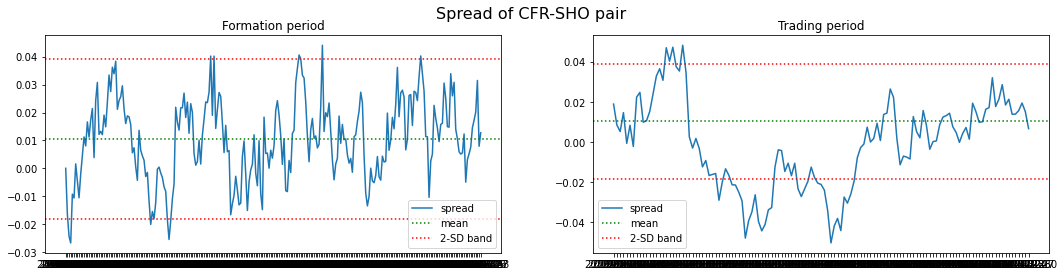 Spread of CFR-SHO pair
Formation period
Trading period
0.04
0.03
0.02
0.01
0.00
−0.01
−0.02
−0.03
spread
mean
2-SD band
0.04
0.02
0.00
−0.02
−0.04
spread
mean
2-SD band